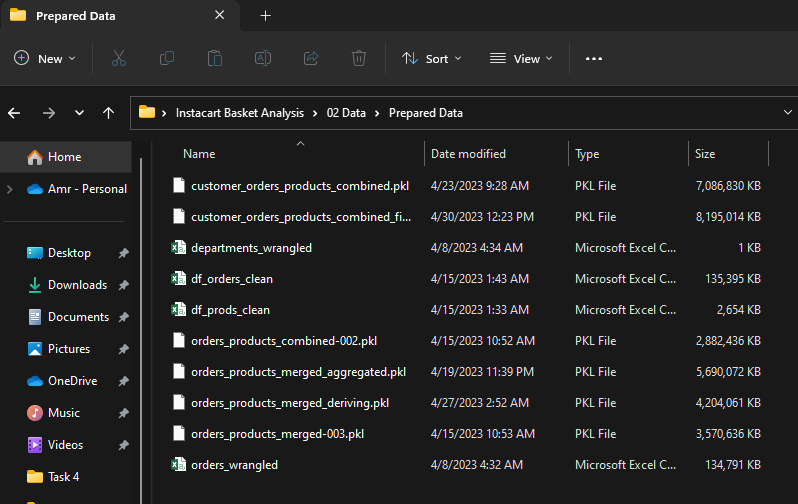 Prepared Data
New Sort View
Instacart Basket Analysis 02 Data Prepared Data
Home
Amr - Personal
Desktop
Downloads
Documents
Pictures
OneDrive
Music
Videos
Task 4
Name Date modified Type Size
customer_orders_products_combined.pkl 4/23/2023 9:28 AM PKL File 7,086,830 KB
customer_orders_products_combined_fi... 4/30/2023 12:23 PM PKL File 8,195,014 KB
departments_wrangled 4/8/2023 4:34 AM Microsoft Excel C... 1 KB
df_orders_clean 4/15/2023 1:43 AM Microsoft Excel C... 135,395 KB
df_prods_clean 4/15/2023 1:33 AM Microsoft Excel C... 2,654 KB
orders_products_combined-002.pkl 4/15/2023 10:52 AM PKL File 2,882,436 KB
orders_products_merged_aggregated.pkl 4/19/2023 11:39 PM PKL File 5,690,072 KB
orders_products_merged_deriving.pkl 4/27/2023 2:52 AM PKL File 4,204,061 KB
orders_products_merged-003.pkl 4/15/2023 10:53 AM PKL File 3,570,636 KB
orders_wrangled 4/8/2023 4:32 AM Microsoft Excel C... 134,791 KB